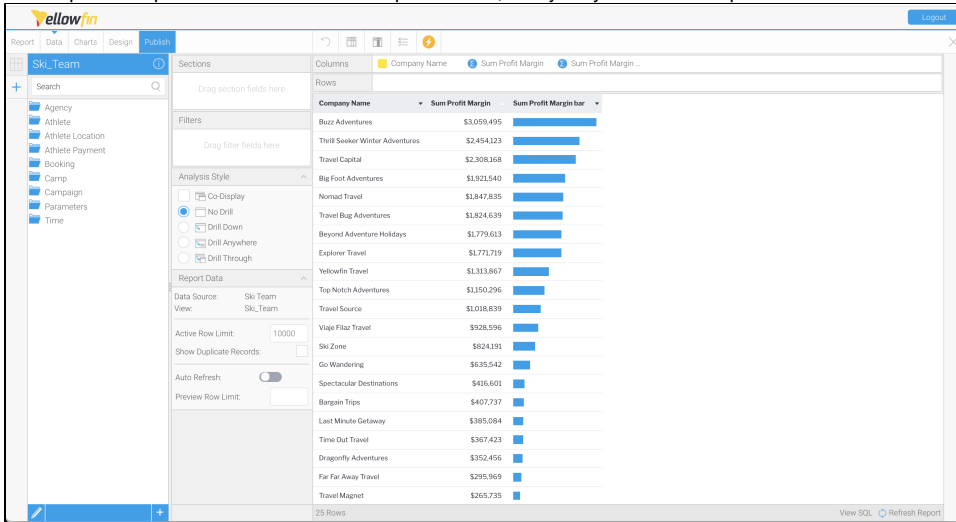 Yellowfin
Logout
Report Data Charts Design Publish
Ski_Team
Search
Agency
Athlete
Athlete Location
Athlete Payment
Booking
Camp
Campaign
Parameters
Time
Sections
Drag section fields here
Filters
Drag filter fields here
Analysis Style
Co-Display
No Drill
Drill Down
Drill Anywhere
Drill Through
Report Data
Data Source: Ski Team
View: Ski_Team
Active Row Limit: 10000
Show Duplicate Records:
Auto Refresh:
Preview Row Limit:
Columns Company Name Sum Profit Margin Sum Profit Margin ...
Rows
Company Name Sum Profit Margin Sum Profit Margin bar
Buzz Adventures $3,059,495
Thrill Seeker Winter Adventures $2,454,123
Travel Capital $2,308,168
Big Foot Adventures $1,921,540
Nomad Travel $1,847,835
Travel Bug Adventures $1,824,639
Beyond Adventure Holidays $1,779,613
Explorer Travel $1,771,719
Yellowfin Travel $1,313,867
Top Notch Adventures $1,150,296
Travel Source $1,018,839
Viaje Filaz Travel $928,596
Ski Zone $824,191
Go Wandering $635,542
Spectacular Destinations $416,601
Bargain Trips $407,737
Last Minute Getaway $385,084
Time Out Travel $367,423
Dragonfly Adventures $352,456
Far Far Away Travel $295,969
Travel Magnet $265,735
25 Rows View SQL Refresh Report